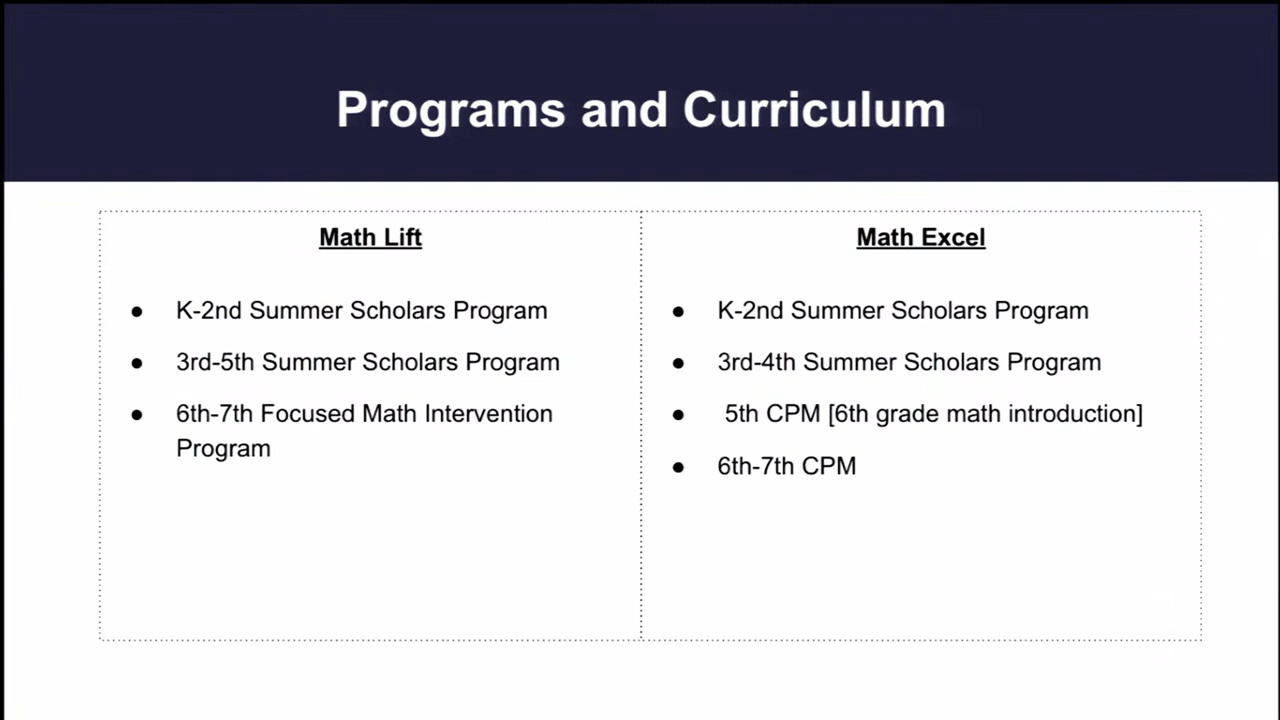 Programs and Curriculum
Math Lift
● K-2nd Summer Scholars Program
● 3rd-5th Summer Scholars Program
● 6th-7th Focused Math Intervention
Program
Math Excel
● K-2nd Summer Scholars Program
● 3rd-4th Summer Scholars Program
● 5th CPM [6th grade math introduction]
● 6th-7th CPM